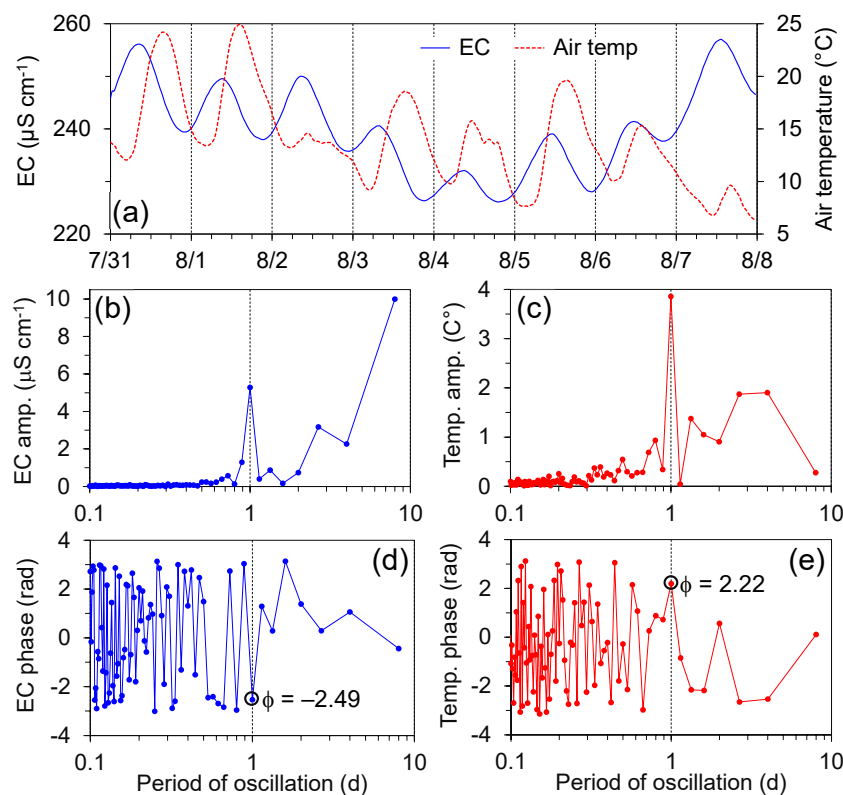 260
240
220
EC (µS cm⁻¹)
EC
Air temp
25
20
15
10
5
Air temperature (°C)
(a)
7/31 8/1 8/2 8/3 8/4 8/5 8/6 8/7 8/8
(b)
10
8
6
4
2
0
EC amp. (µS cm⁻¹)
0.1 1 10
(c)
4
3
2
1
0
Temp. amp. (C°)
0.1 1 10
(d)
4
2
0
-2
-4
EC phase (rad)
ϕ = –2.49
0.1 1 10
Period of oscillation (d)
(e)
4
2
0
-2
-4
Temp. phase (rad)
ϕ = 2.22
0.1 1 10
Period of oscillation (d)